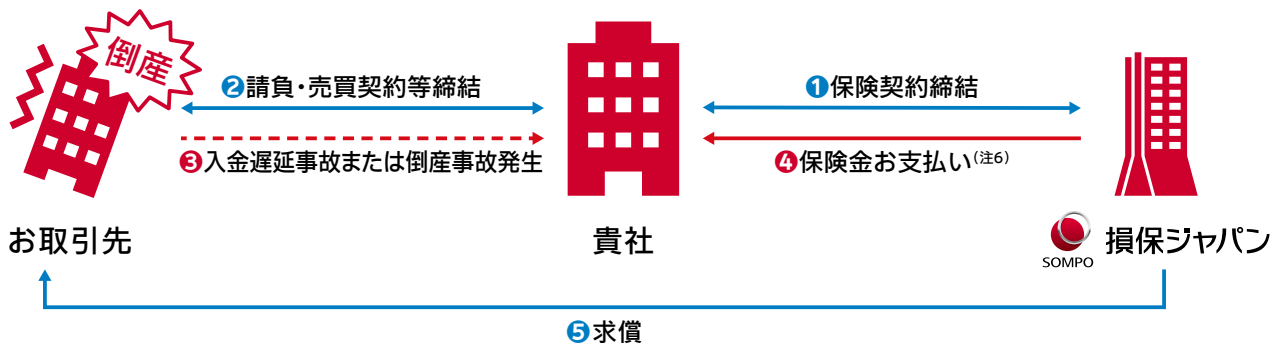 倒産
❷請負・売買契約等締結
❶保険契約締結
❸入金遅延事故または倒産事故発生
❹保険金お支払い(注6)
お取引先
貴社
SOMPO
損保ジャパン
❺求償